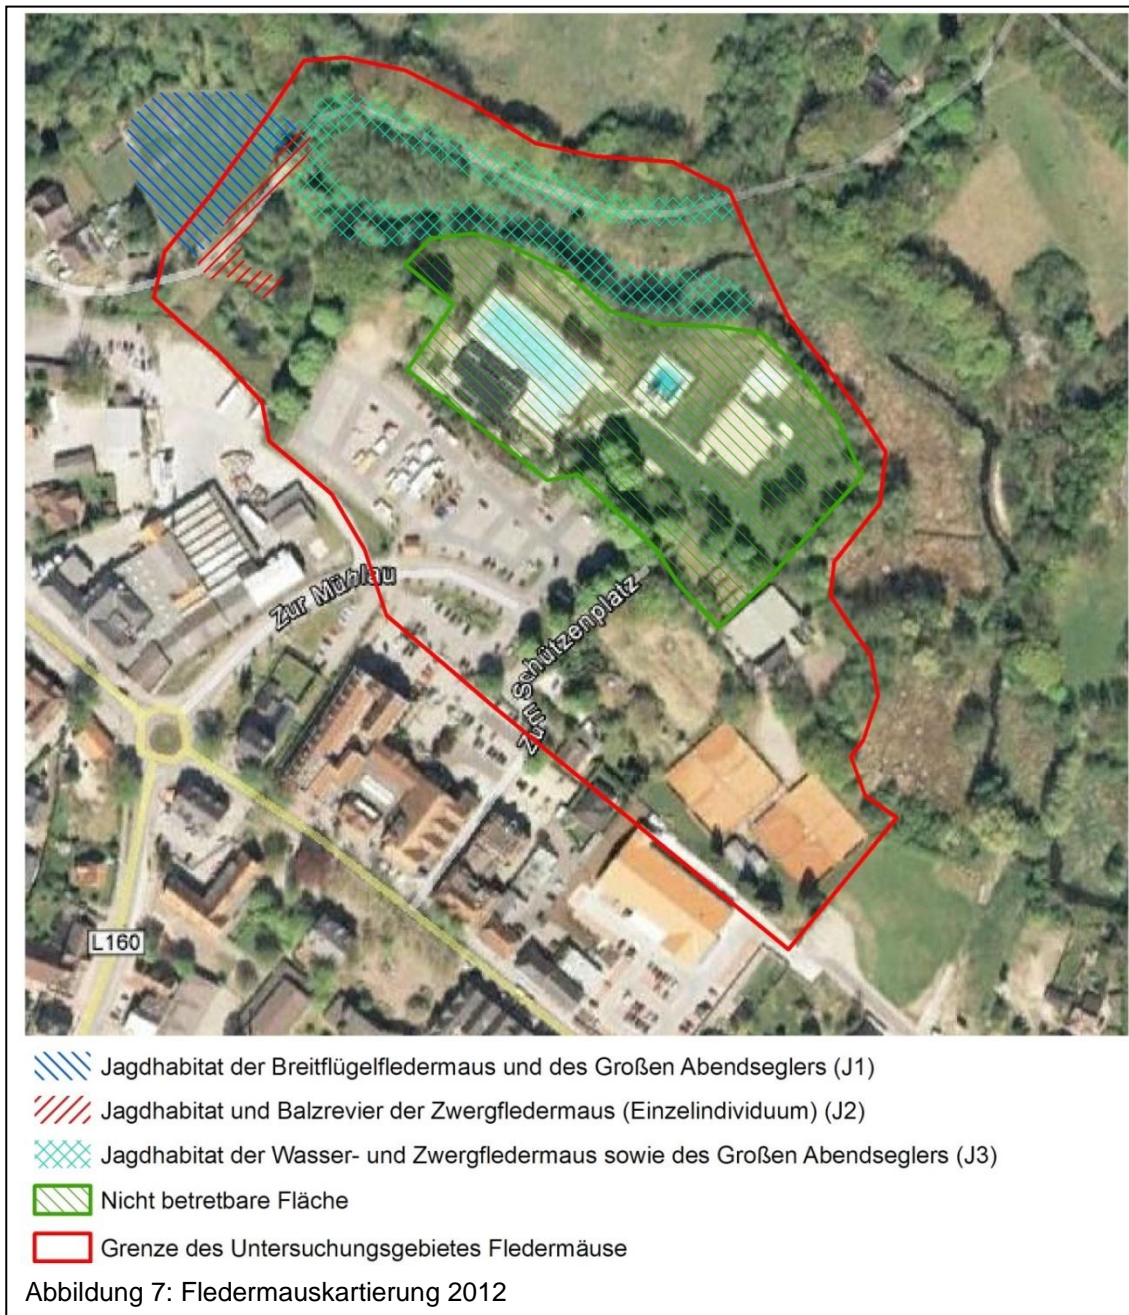 Zur Mühlau
Zum Schützenplatz
L160
Jagdhabitat der Breitflügelfledermaus und des Großen Abendseglers (J1)
Jagdhabitat und Balzrevier der Zwergfledermaus (Einzelindividuum) (J2)
Jagdhabitat der Wasser- und Zwergfledermaus sowie des Großen Abendseglers (J3)
Nicht betretbare Fläche
Grenze des Untersuchungsgebietes Fledermäuse
Abbildung 7: Fledermauskartierung 2012